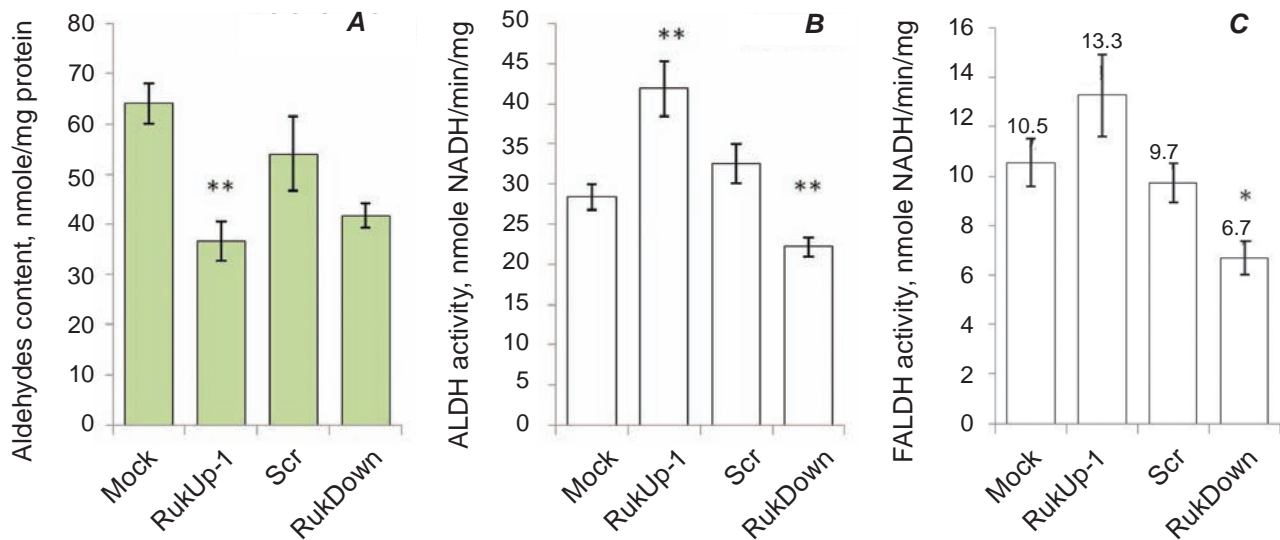 A
Aldehydes content, nmole/mg protein
80
70
60
50
40
30
20
10
0
**
Mock
RukUp-1
Scr
RukDown
B
ALDH activity, nmole NADH/min/mg
50
45
40
35
30
25
20
15
10
5
0
**
**
Mock
RukUp-1
Scr
RukDown
C
FALDH activity, nmole NADH/min/mg
16
14
12
10
8
6
4
2
0
10.5
13.3
9.7
*
6.7
Mock
RukUp-1
Scr
RukDown